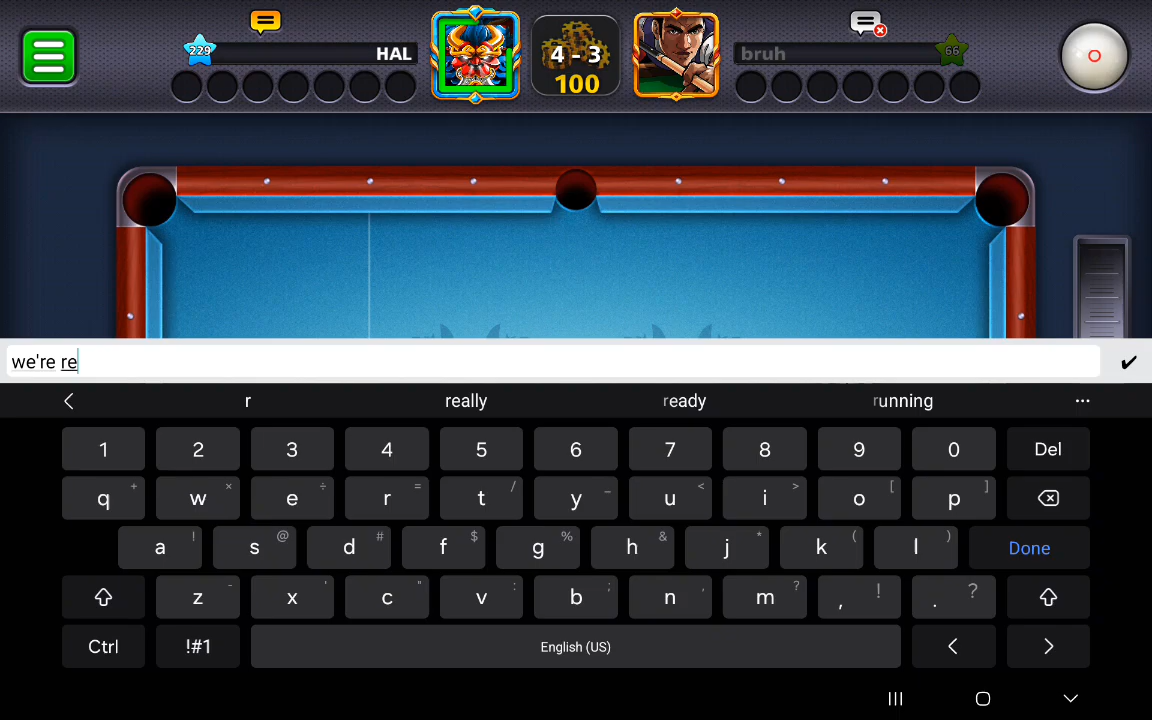 229
HAL
4 - 3
100
bruh
66
we're re
r
really
ready
running
1 2 3 4 5 6 7 8 9 0 Del
q + w × e ÷ r = t / y _ u < i > o [ p ]
a ! s @ d # f $ g % h & j * k ( l ) Done
z - x ' c " v : b ; n , m ? , ! . ?
Ctrl !#1 English (US) < >